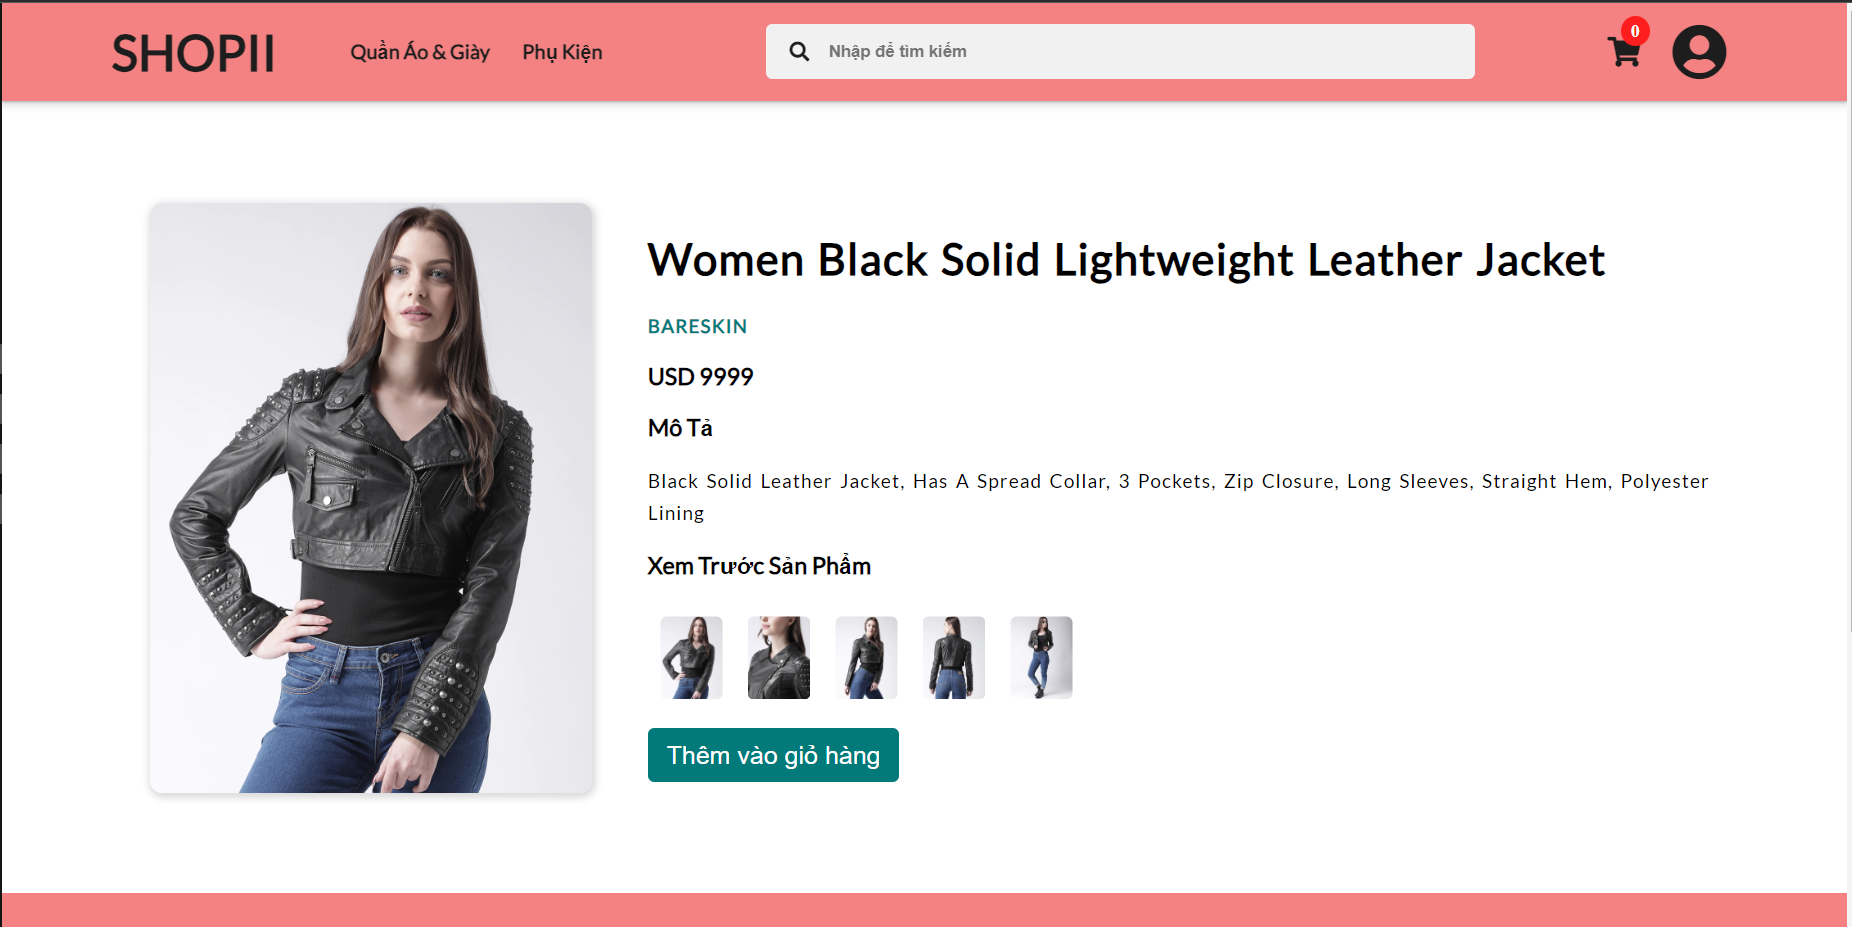 SHOPII
Quần Áo & Giày
Phụ Kiện
Nhập để tìm kiếm
0
Women Black Solid Lightweight Leather Jacket
BARESKIN
USD 9999
Mô Tả
Black Solid Leather Jacket, Has A Spread Collar, 3 Pockets, Zip Closure, Long Sleeves, Straight Hem, Polyester
Lining
Xem Trước Sản Phẩm
Thêm vào giỏ hàng